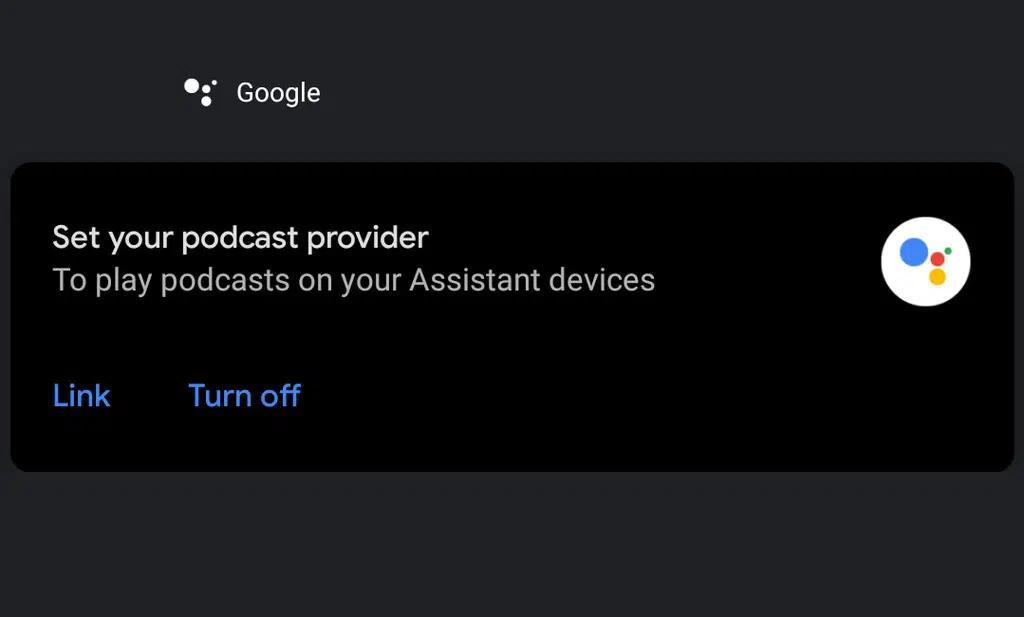 Google
Set your podcast provider
To play podcasts on your Assistant devices
Link Turn off